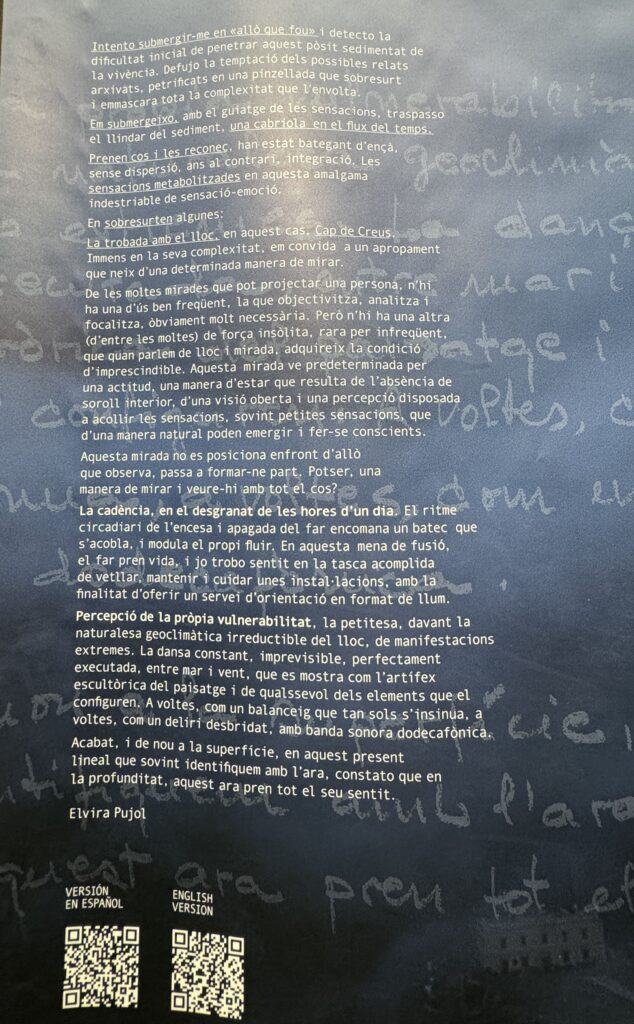 Intento submergir-me en «allò que fou» i detecto la
dificultat inicial de penetrar aquest pòsit sedimentat de
la vivència. Defujo la temptació dels possibles relats
arxivats, petrificats en una pinzellada que sobresurt
i emmascara tota la complexitat que l'envolta.
Em submergeixo, amb el guiatge de les sensacions, traspasso
el llindar del sediment, una cabriola en el flux del temps.
Prenen cos i les reconec, han estat bategant d'ençà,
sense dispersió, ans al contrari, integració. Les
sensacions metabolitzades en aquesta amalgama
indestriable de sensació-emoció.
En sobresurten algunes:
La trobada amb el lloc, en aquest cas, Cap de Creus.
Immens en la seva complexitat, em convida a un apropament
que neix d'una determinada manera de mirar.
De les moltes mirades que pot projectar una persona, n'hi
ha una d'ús ben freqüent, la que objectivitza, analitza i
focalitza, òbviament molt necessària. Però n'hi ha una altra
(d'entre les moltes) de força insòlita, rara per infreqüent,
que quan parlem de lloc i mirada, adquireix la condició
d'imprescindible. Aquesta mirada ve predeterminada per
una actitud, una manera d'estar que resulta de l'absència de
soroll interior, d'una visió oberta i una percepció disposada
a acollir les sensacions, sovint petites sensacions, que
d'una manera natural poden emergir i fer-se conscients.
Aquesta mirada no es posiciona enfront d'allò
que observa, passa a formar-ne part. Potser, una
manera de mirar i veure-hi amb tot el cos?
La cadència, en el desgranat de les hores d'un dia. El ritme
circadiari de l'encesa i apagada del far encomana un batec que
s'acobla, i modula el propi fluir. En aquesta mena de fusió,
el far pren vida, i jo trobo sentit en la tasca acomplida
de vetllar, mantenir i cuidar unes instal·lacions, amb la
finalitat d'oferir un servei d'orientació en format de llum.
Percepció de la pròpia vulnerabilitat, la petitesa, davant la
naturalesa geoclimàtica irreductible del lloc, de manifestacions
extremes. La dansa constant, imprevisible, perfectament
executada, entre mar i vent, que es mostra com l'artífex
escultòrica del paisatge i de qualssevol dels elements que el
configuren. A voltes, com un balanceig que tan sols s'insinua, a
voltes, com un deliri desbridat, amb banda sonora dodecafònica.
Acabat, i de nou a la superfície, en aquest present
lineal que sovint identifiquem amb l'ara, constato que en
la profunditat, aquest ara pren tot el seu sentit.
Elvira Pujol
VERSIÓN
EN ESPAÑOL
ENGLISH
VERSION